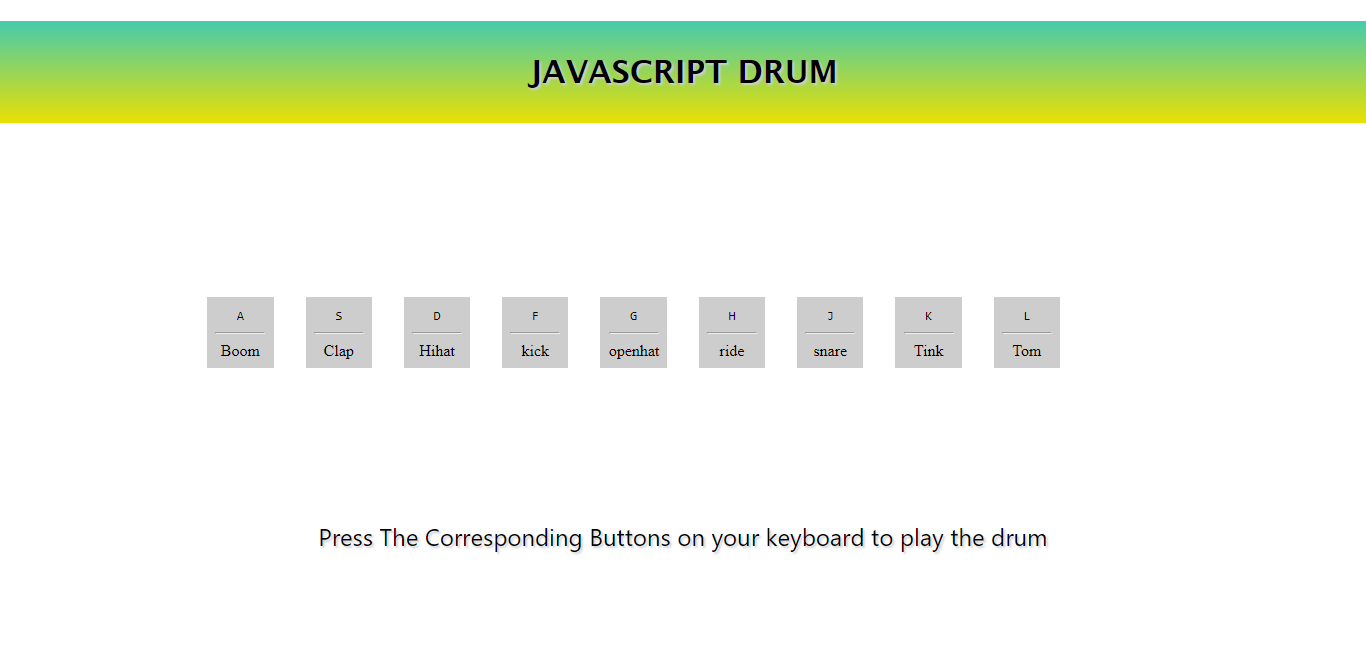 JAVASCRIPT DRUM
A S D F G H J K L
Boom Clap Hihat kick openhat ride snare Tink Tom
Press The Corresponding Buttons on your keyboard to play the drum